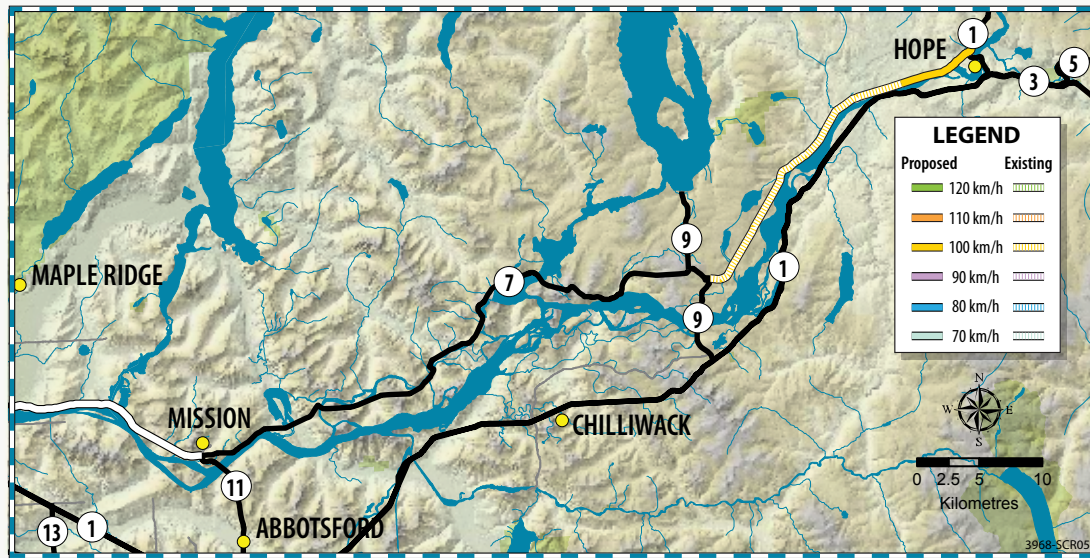 1
HOPE
5
3
LEGEND
Proposed Existing
120 km/h
110 km/h
100 km/h
90 km/h
80 km/h
70 km/h
9
1
MAPLE RIDGE
7
9
MISSION
CHILLIWACK
N
W E
S
11
0 2.5 5 10
Kilometres
ABBOTSFORD
13
1
3968-SCR09